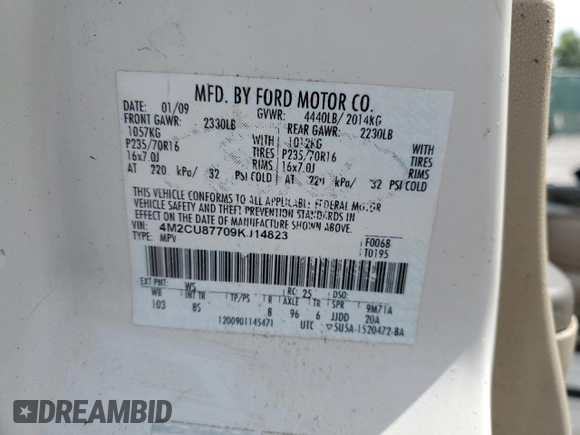 MFD. BY FORD MOTOR CO.
DATE: 01/09 GVWR: 4440LB/ 2014KG
FRONT GAWR: 2330LB REAR GAWR: 2230LB
1057KG WITH 1012KG WITH
P235/70R16 TIRES P235/70R16 TIRES
16x7.0J RIMS 16x7.0J RIMS
AT 220 kPa/ 32 PSI COLD AT 220 kPa/ 32 PSI COLD
THIS VEHICLE CONFORMS TO ALL APPLICABLE FEDERAL MOTOR
VEHICLE SAFETY AND THEFT PREVENTION STANDARDS IN
EFFECT ON THE DATE OF MANUFACTURE SHOWN ABOVE.
VIN: 4M2CU87709KJ14823 F0068
TYPE: MPV T0195
EXT PNT: WS RC: 25 DSO:
WB INT TR TP/PS R AXLE TR SPR 9M71A
103 8S 8 96 6 JJDD 20A
1200901145471 UTC ▽5USA-1520472-BA
DREAMBID